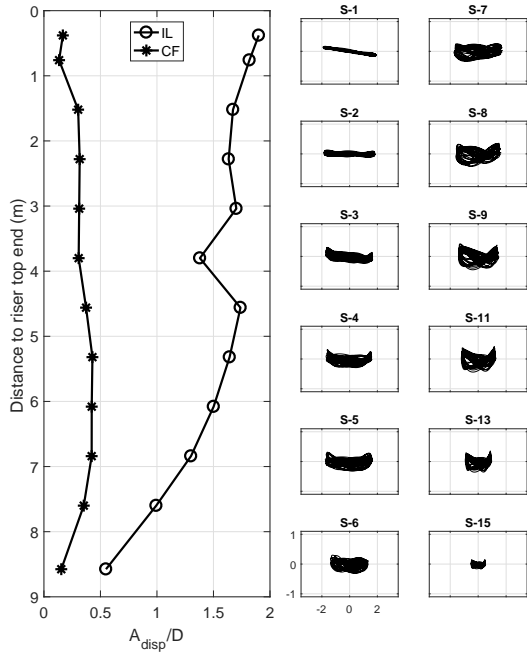 IL
CF
0
1
2
3
4
5
6
7
8
9
Distance to riser top end (m)
0
0.5
1
1.5
2
A_disp/D
S-1
S-7
S-2
S-8
S-3
S-9
S-4
S-11
S-5
S-13
S-6
S-15
1
0
-1
-2
0
2